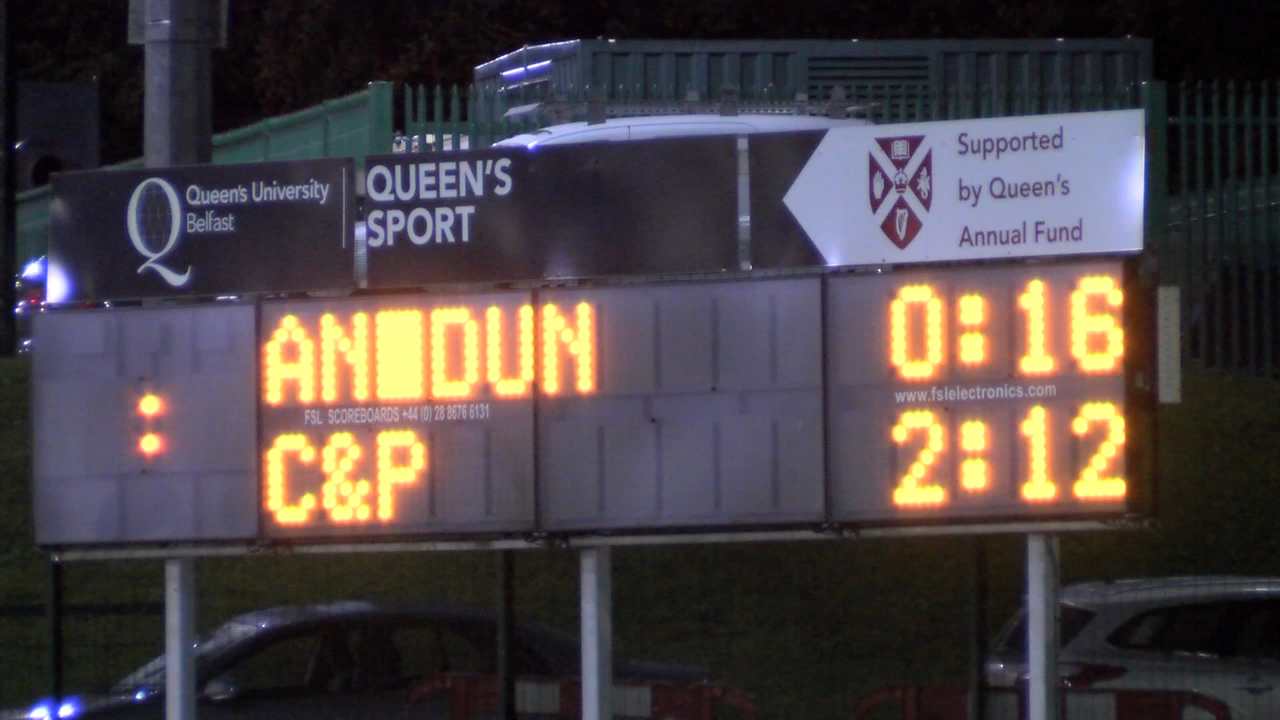 Queen's University
Belfast
QUEEN'S
SPORT
Supported
by Queen's
Annual Fund
AN DUN 0:16
FSL SCOREBOARDS +44 (0) 28 8676 6131
www.fslelectronics.com
:
C&P 2:12